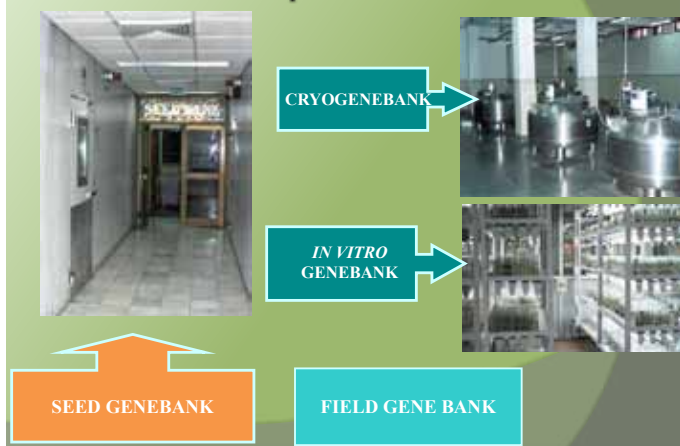 CRYOGENEBANK
IN VITRO
GENEBANK
SEED GENEBANK
FIELD GENE BANK